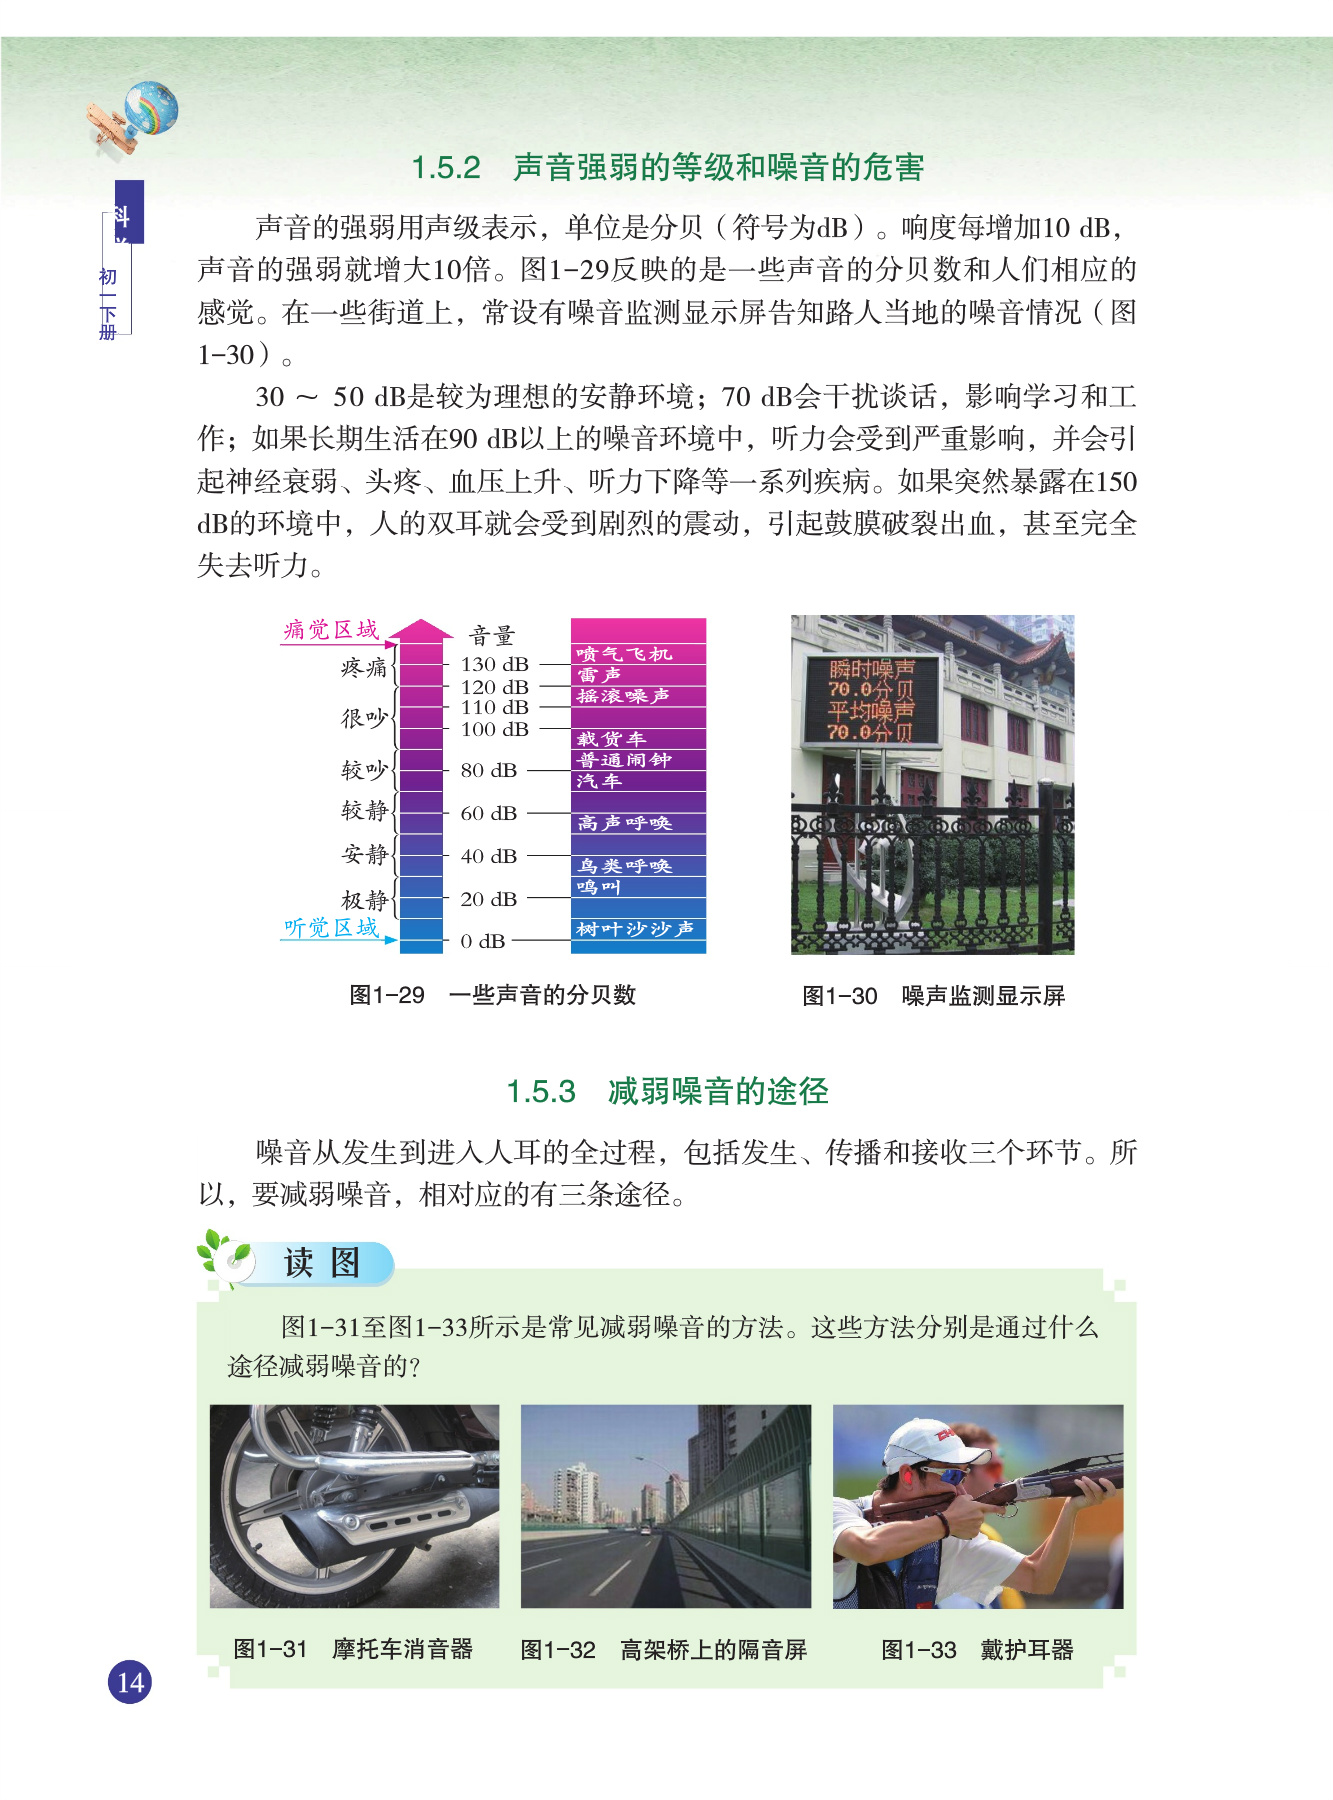 科
初一下册
1.5.2 声音强弱的等级和噪音的危害
声音的强弱用声级表示，单位是分贝（符号为dB）。响度每增加10 dB，
声音的强弱就增大10倍。图1-29反映的是一些声音的分贝数和人们相应的
感觉。在一些街道上，常设有噪音监测显示屏告知路人当地的噪音情况（图
1-30）。
30 ～ 50 dB是较为理想的安静环境；70 dB会干扰谈话，影响学习和工
作；如果长期生活在90 dB以上的噪音环境中，听力会受到严重影响，并会引
起神经衰弱、头疼、血压上升、听力下降等一系列疾病。如果突然暴露在150
dB的环境中，人的双耳就会受到剧烈的震动，引起鼓膜破裂出血，甚至完全
失去听力。
痛觉区域
疼痛
很吵
较吵
较静
安静
极静
听觉区域
音量
130 dB
120 dB
110 dB
100 dB
80 dB
60 dB
40 dB
20 dB
0 dB
喷气飞机
雷声
摇滚噪声
载货车
普通闹钟
汽车
高声呼唤
鸟类呼唤
鸣叫
树叶沙沙声
瞬时噪声
70.0分贝
平均噪声
70.0分贝
图1-29 一些声音的分贝数
图1-30 噪声监测显示屏
1.5.3 减弱噪音的途径
噪音从发生到进入人耳的全过程，包括发生、传播和接收三个环节。所
以，要减弱噪音，相对应的有三条途径。
读图
图1-31至图1-33所示是常见减弱噪音的方法。这些方法分别是通过什么
途径减弱噪音的？
图1-31 摩托车消音器
图1-32 高架桥上的隔音屏
图1-33 戴护耳器
14